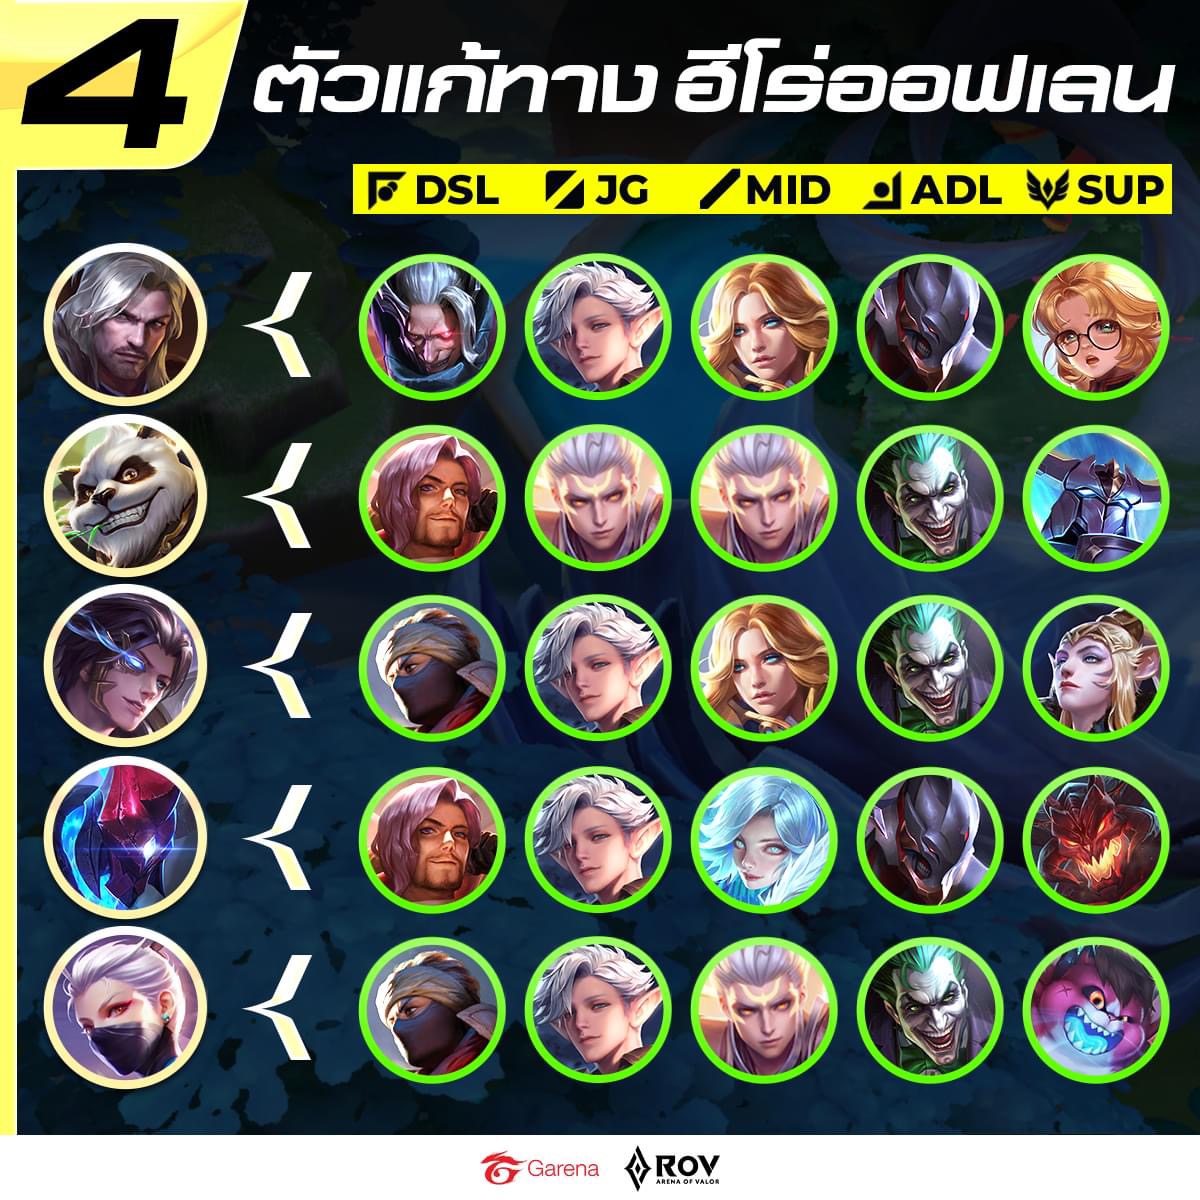 4
ตัวแก้ทาง ฮีโร่ออฟเลน
DSL JG MID ADL SUP
Garena ROV
ARENA OF VALOR